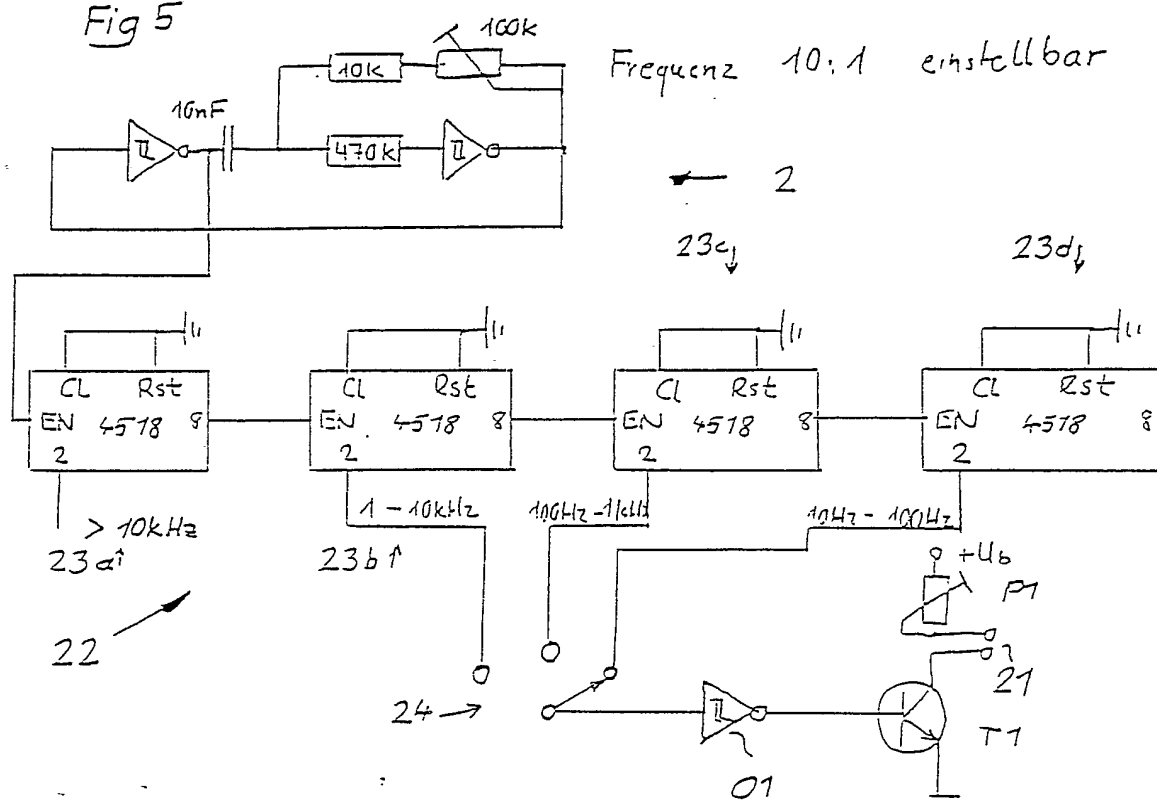 Fig 5
100k
10k
Frequenz 10:1 einstellbar
10nF
470k
2
23c
23d
Cl Rst
EN 4518 8
2
Cl Rst
EN 4518 8
2
Cl Rst
EN 4518 8
2
Cl Rst
EN 4518 8
2
> 10kHz
1-10kHz
100Hz-1kHz
10Hz-100Hz
23a
23b
+Ub
P1
22
21
24
T1
01